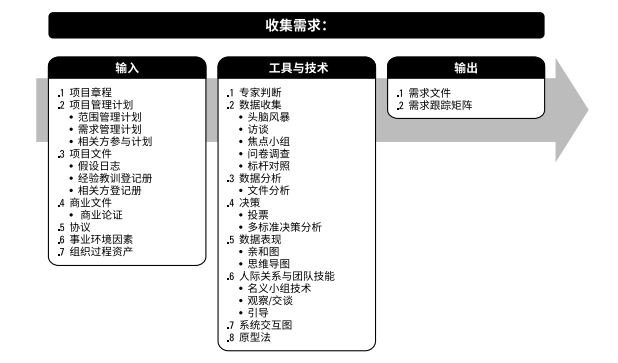 收集需求:
输入
.1 项目章程
.2 项目管理计划
• 范围管理计划
• 需求管理计划
• 相关方参与计划
.3 项目文件
• 假设日志
• 经验教训登记册
• 相关方登记册
.4 商业文件
• 商业论证
.5 协议
.6 事业环境因素
.7 组织过程资产
工具与技术
.1 专家判断
.2 数据收集
• 头脑风暴
• 访谈
• 焦点小组
• 问卷调查
• 标杆对照
.3 数据分析
• 文件分析
.4 决策
• 投票
• 多标准决策分析
.5 数据表现
• 亲和图
• 思维导图
.6 人际关系与团队技能
• 名义小组技术
• 观察/交谈
• 引导
.7 系统交互图
.8 原型法
输出
.1 需求文件
.2 需求跟踪矩阵